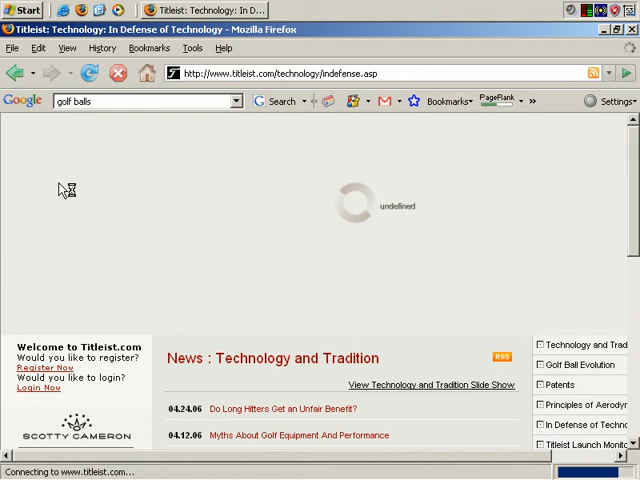 Start
Titleist: Technology: In D...
Titleist: Technology: In Defense of Technology - Mozilla Firefox
File Edit View History Bookmarks Tools Help
http://www.titleist.com/technology/indefense.asp
Google golf balls Search Bookmarks PageRank Settings
undefined
Welcome to Titleist.com
Would you like to register?
Register Now
Would you like to login?
Login Now
SCOTTY CAMERON
News : Technology and Tradition
RSS
View Technology and Tradition Slide Show
04.24.06 Do Long Hitters Get an Unfair Benefit?
04.12.06 Myths About Golf Equipment And Performance
Technology and Trad
Golf Ball Evolution
Patents
Principles of Aerodyr
In Defense of Techno
Titleist Launch Monito
Connecting to www.titleist.com...